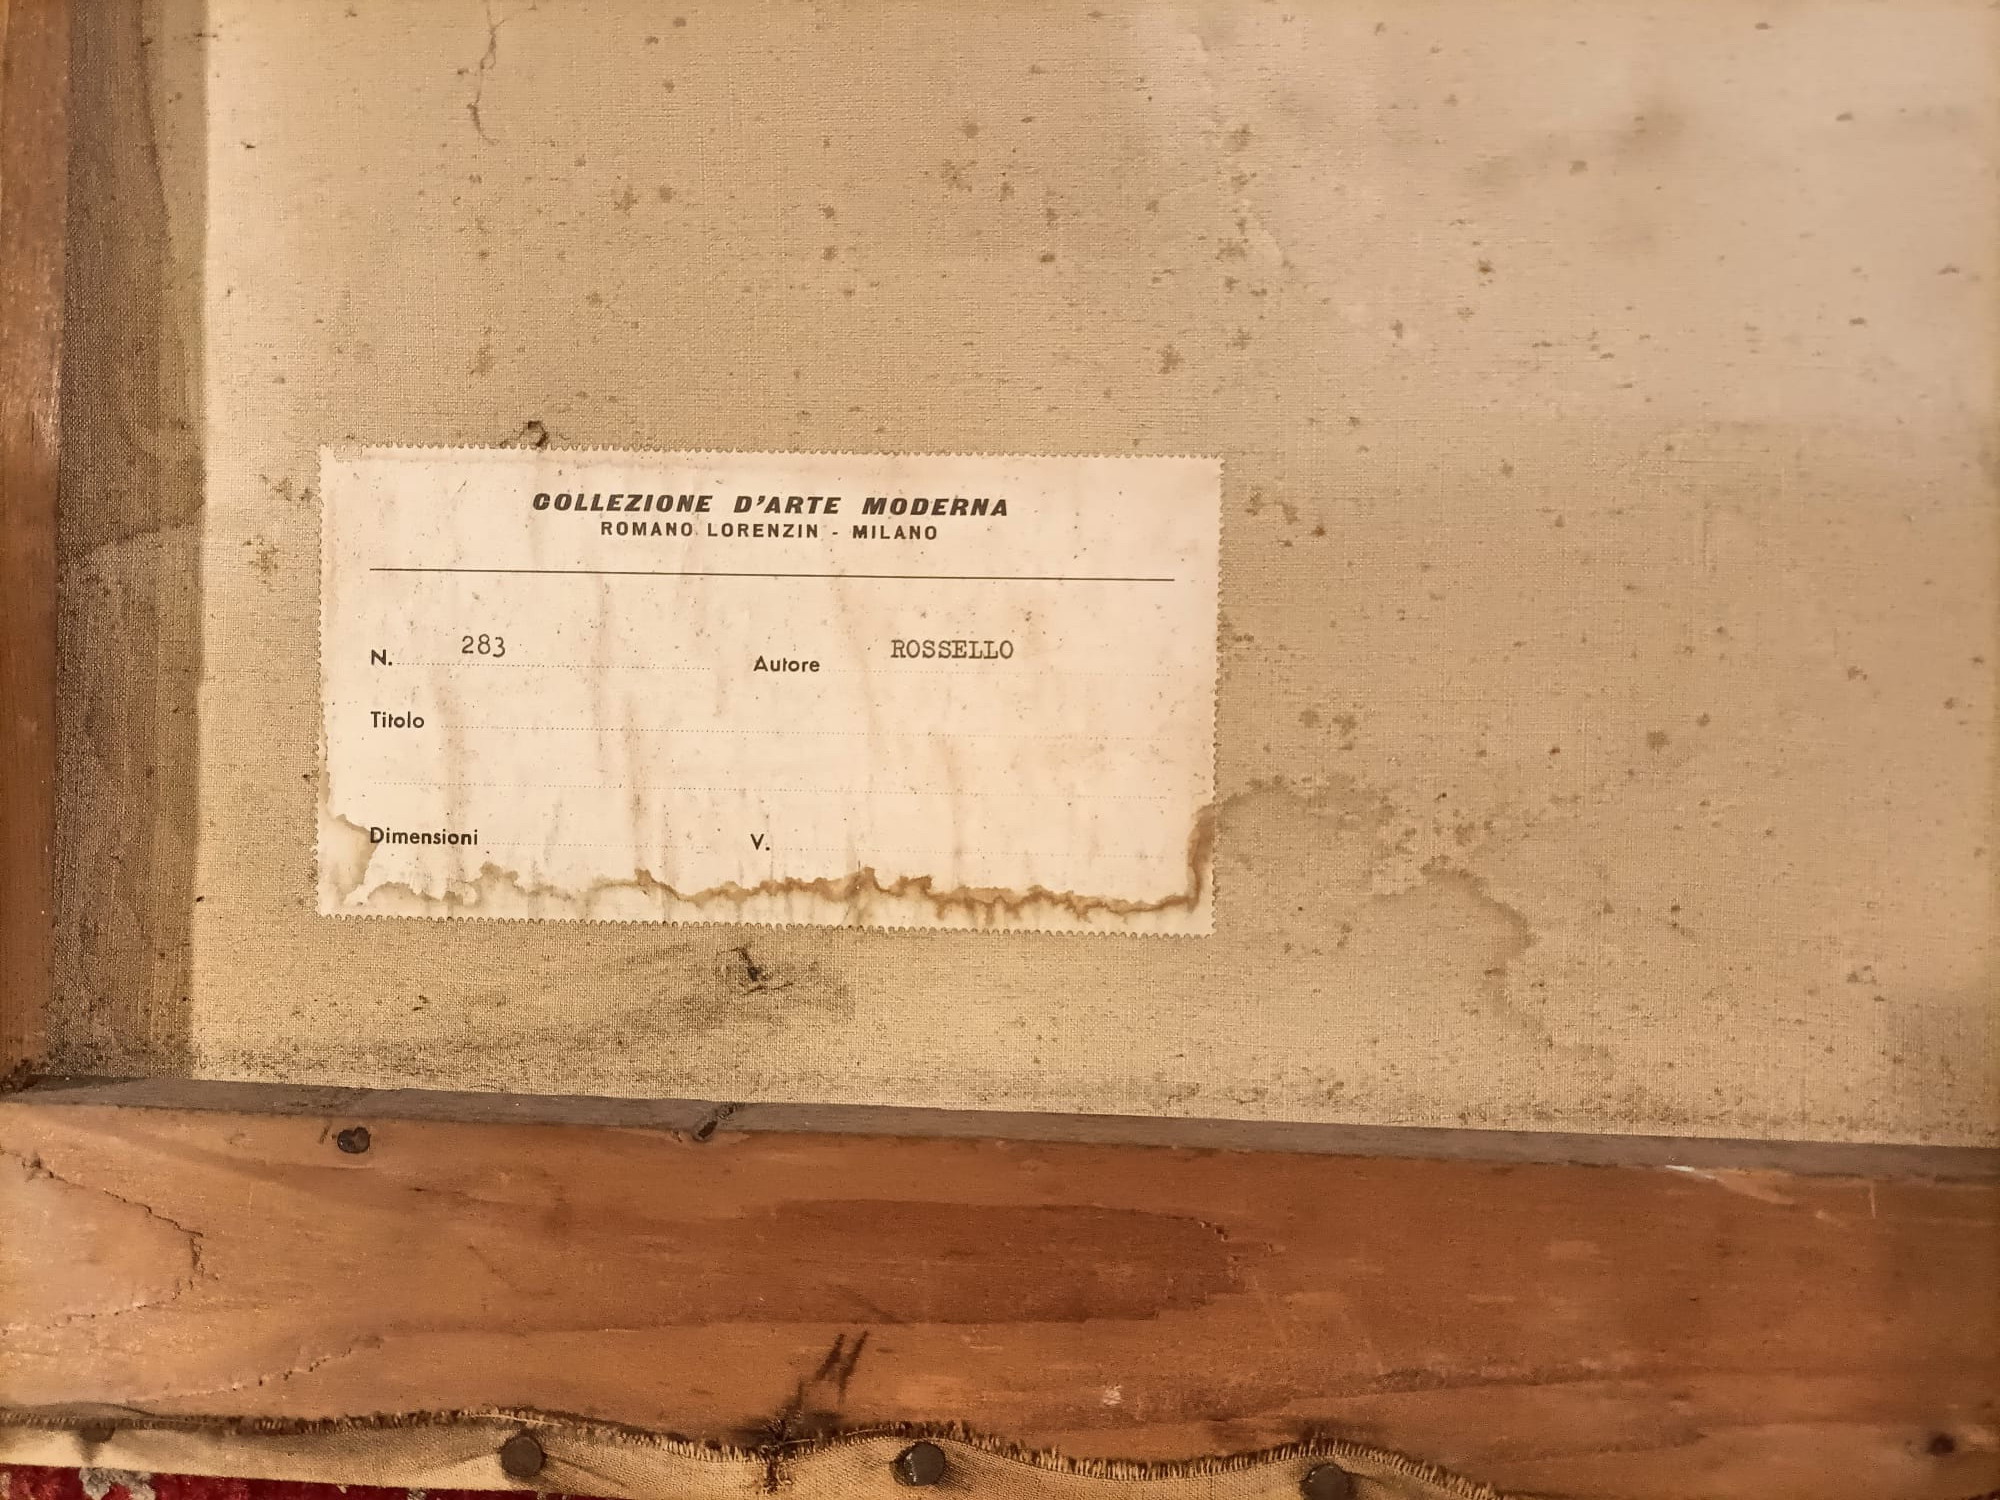 COLLEZIONE D'ARTE MODERNA
ROMANO LORENZIN - MILANO
N. 283 Autore ROSSELLO
Titolo
Dimensioni V.